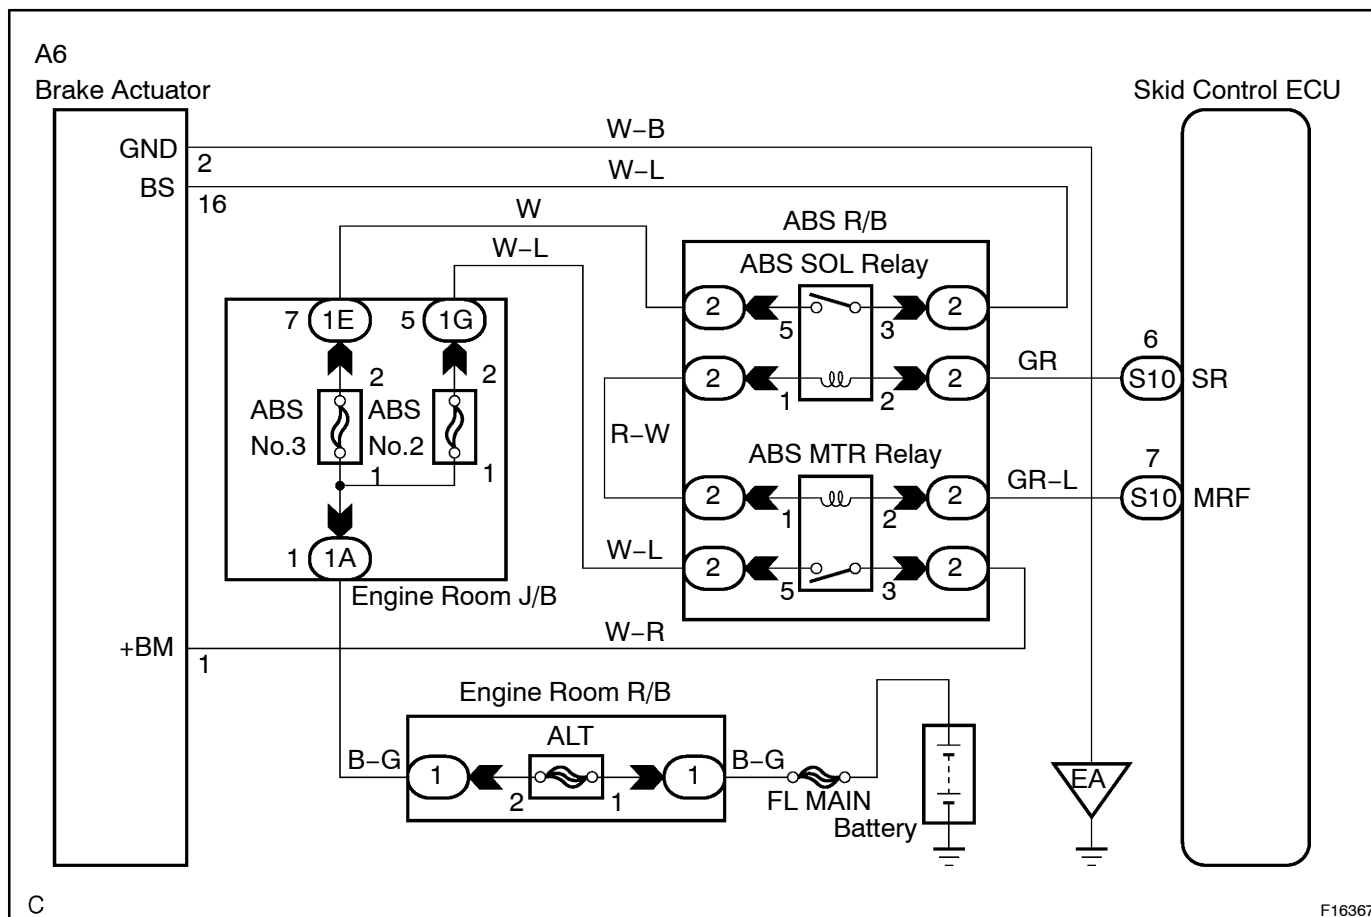 A6
Brake Actuator
Skid Control ECU
GND
2
W-B
BS
16
W-L
W
W-L
ABS R/B
ABS SOL Relay
7
1E
5
1G
2
5
3
2
6
2
2
ABS
No.3
ABS
No.2
2
1
2
2
GR
S10
SR
R-W
1
1
ABS MTR Relay
7
2
1
2
2
GR-L
S10
MRF
1
1A
W-L
2
5
3
2
Engine Room J/B
+BM
1
W-R
Engine Room R/B
ALT
B-G
1
2
1
1
B-G
FL MAIN
Battery
EA
C
F16367